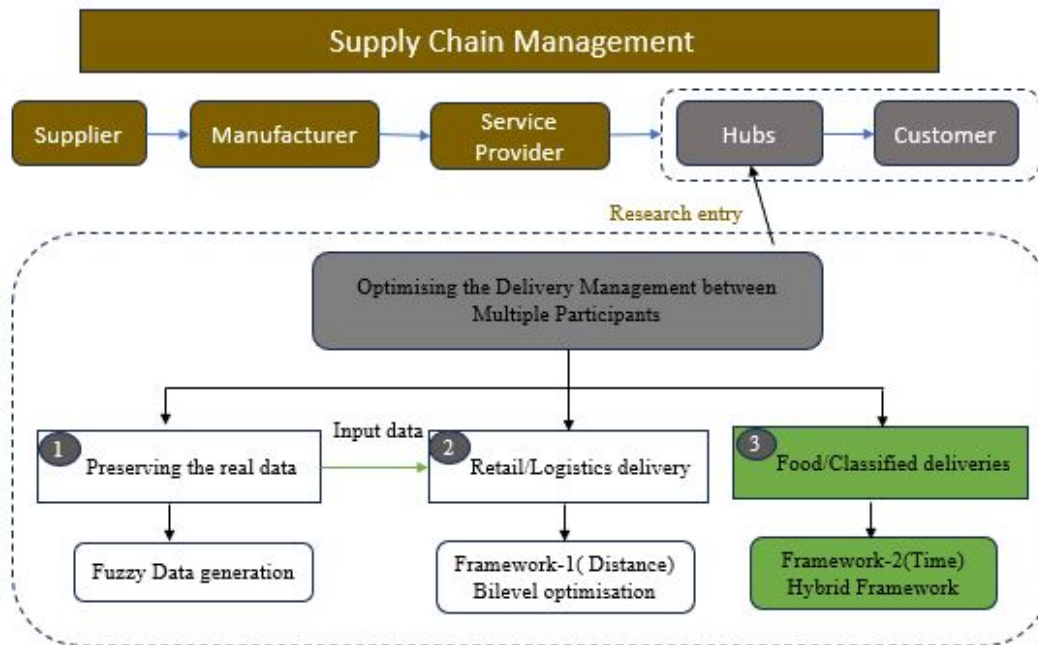 Supply Chain Management
Supplier
Manufacturer
Service
Provider
Hubs
Customer
Research entry
Optimising the Delivery Management between
Multiple Participants
Input data
1
Preserving the real data
2
Retail/Logistics delivery
3
Food/Classified deliveries
Fuzzy Data generation
Framework-1( Distance)
Bilevel optimisation
Framework-2(Time)
Hybrid Framework